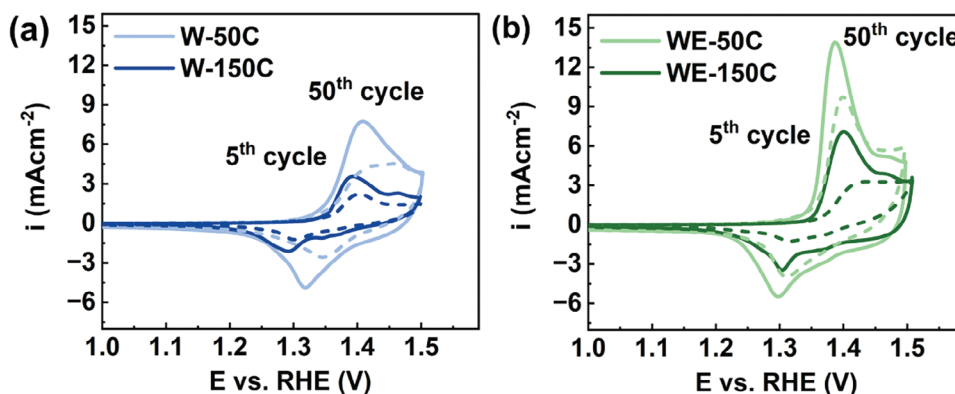 (a)
W-50C
W-150C
50th cycle
5th cycle
15
12
9
6
3
0
−3
−6
i (mAcm-2)
1.0 1.1 1.2 1.3 1.4 1.5
E vs. RHE (V)
(b)
WE-50C
WE-150C
50th cycle
5th cycle
15
12
9
6
3
0
−3
−6
i (mAcm-2)
1.0 1.1 1.2 1.3 1.4 1.5
E vs. RHE (V)